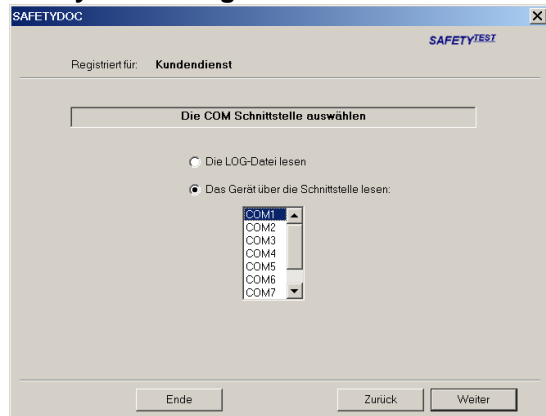 SAFETYDOC
SAFETYTEST
Registriert für: Kundendienst
Die COM Schnittstelle auswählen
Die LOG-Datei lesen
Das Gerät über die Schnittstelle lesen:
COM1
COM2
COM3
COM4
COM5
COM6
COM7
Ende Zurück Weiter